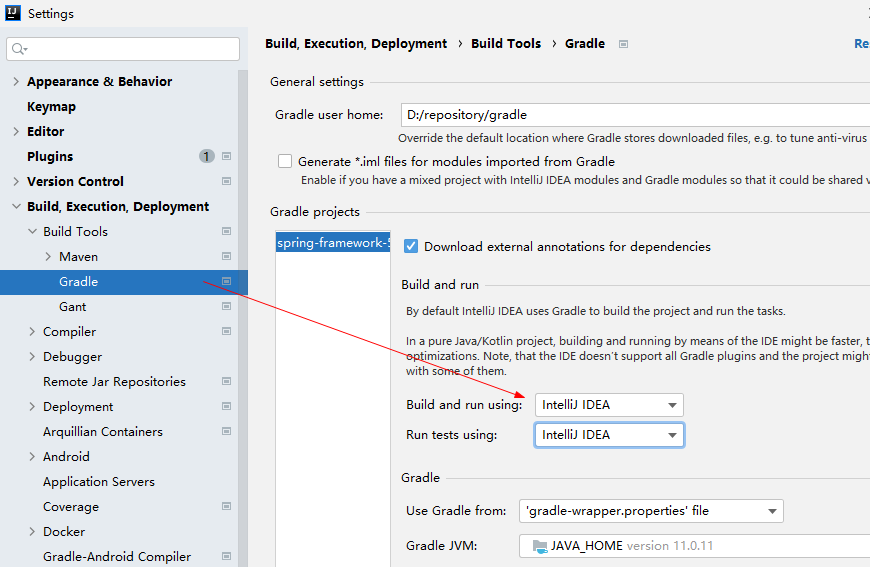 IJ Settings
Appearance & Behavior
Keymap
Editor
Plugins 1
Version Control
Build, Execution, Deployment
Build Tools
Maven
Gradle
Gant
Compiler
Debugger
Remote Jar Repositories
Deployment
Arquillian Containers
Android
Application Servers
Coverage
Docker
Gradle-Android Compiler
Build, Execution, Deployment › Build Tools › Gradle
Re
General settings
Gradle user home: D:/repository/gradle
Override the default location where Gradle stores downloaded files, e.g. to tune anti-virus
Generate *.iml files for modules imported from Gradle
Enable if you have a mixed project with IntelliJ IDEA modules and Gradle modules so that it could be shared v
Gradle projects
spring-framework-5
Download external annotations for dependencies
Build and run
By default IntelliJ IDEA uses Gradle to build the project and run the tasks.
In a pure Java/Kotlin project, building and running by means of the IDE might be faster, t
optimizations. Note, that the IDE doesn't support all Gradle plugins and the project migh
with some of them.
Build and run using: IntelliJ IDEA
Run tests using: IntelliJ IDEA
Gradle
Use Gradle from: 'gradle-wrapper.properties' file
Gradle JVM: JAVA_HOME version 11.0.11